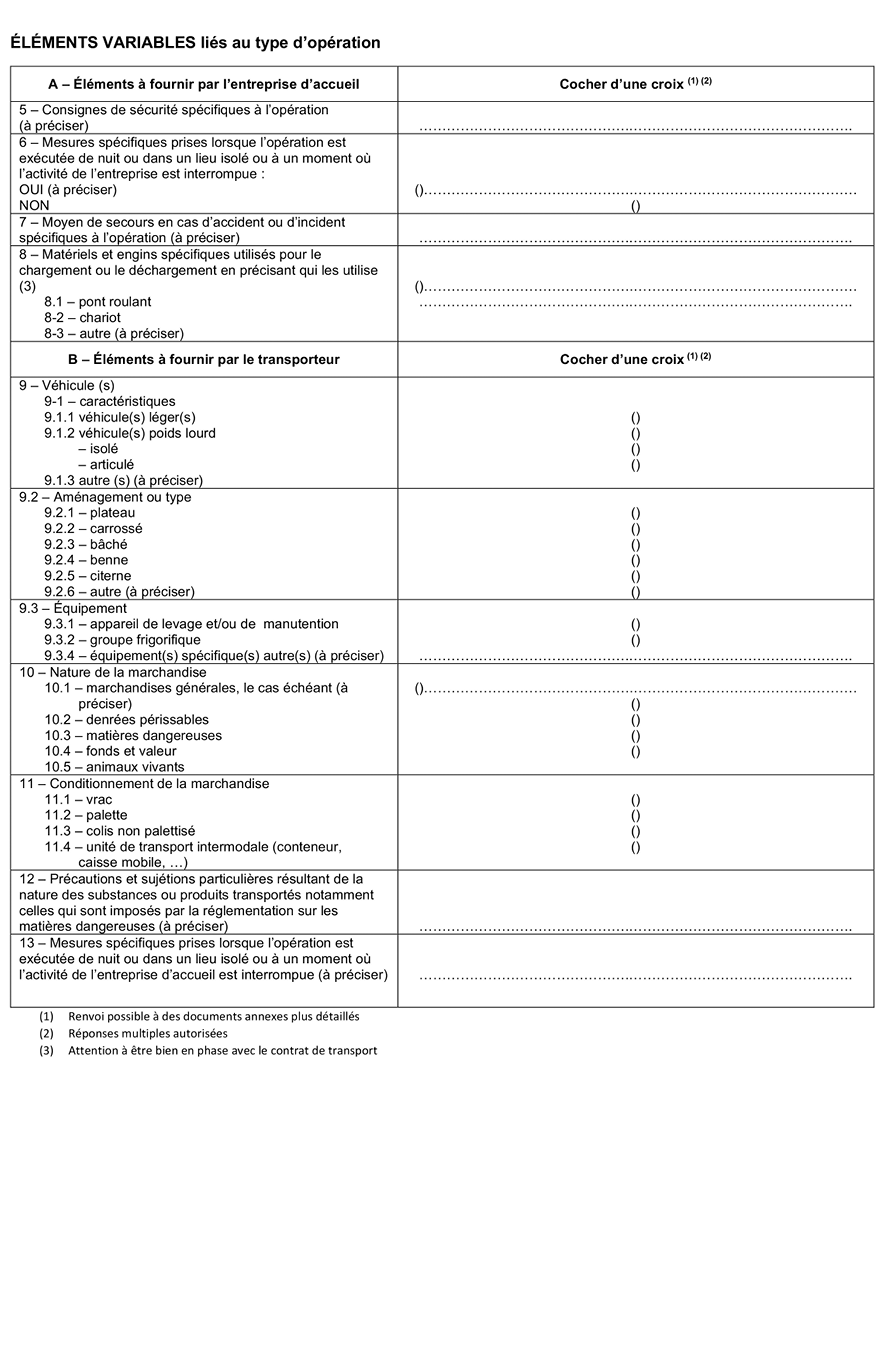 ÉLÉMENTS VARIABLES liés au type d’opération
A – Éléments à fournir par l’entreprise d’accueil
Cocher d’une croix (1) (2)
5 – Consignes de sécurité spécifiques à l’opération
(à préciser)
……………………………………………………………………………………
6 – Mesures spécifiques prises lorsque l’opération est
exécutée de nuit ou dans un lieu isolé ou à un moment où
l’activité de l’entreprise est interrompue :
OUI (à préciser)
()……………………………………………………………………………………
NON
()
7 – Moyen de secours en cas d’accident ou d’incident
spécifiques à l’opération (à préciser)
……………………………………………………………………………………
8 – Matériels et engins spécifiques utilisés pour le
chargement ou le déchargement en précisant qui les utilise
(3)
()……………………………………………………………………………………
8.1 – pont roulant
……………………………………………………………………………………
8-2 – chariot
8-3 – autre (à préciser)
B – Éléments à fournir par le transporteur
Cocher d’une croix (1) (2)
9 – Véhicule (s)
9-1 – caractéristiques
9.1.1 véhicule(s) léger(s)
()
9.1.2 véhicule(s) poids lourd
()
– isolé
()
– articulé
()
9.1.3 autre (s) (à préciser)
9.2 – Aménagement ou type
9.2.1 – plateau
()
9.2.2 – carrossé
()
9.2.3 – bâché
()
9.2.4 – benne
()
9.2.5 – citerne
()
9.2.6 – autre (à préciser)
()
9.3 – Équipement
9.3.1 – appareil de levage et/ou de manutention
()
9.3.2 – groupe frigorifique
()
9.3.4 – équipement(s) spécifique(s) autre(s) (à préciser)
……………………………………………………………………………………
10 – Nature de la marchandise
10.1 – marchandises générales, le cas échéant (à
()……………………………………………………………………………………
préciser)
()
10.2 – denrées périssables
()
10.3 – matières dangereuses
()
10.4 – fonds et valeur
()
10.5 – animaux vivants
11 – Conditionnement de la marchandise
11.1 – vrac
()
11.2 – palette
()
11.3 – colis non palettisé
()
11.4 – unité de transport intermodale (conteneur,
()
caisse mobile, …)
12 – Précautions et sujétions particulières résultant de la
nature des substances ou produits transportés notamment
celles qui sont imposés par la réglementation sur les
matières dangereuses (à préciser)
……………………………………………………………………………………
13 – Mesures spécifiques prises lorsque l’opération est
exécutée de nuit ou dans un lieu isolé ou à un moment où
l’activité de l’entreprise d’accueil est interrompue (à préciser)
……………………………………………………………………………………
(1) Renvoi possible à des documents annexes plus détaillés
(2) Réponses multiples autorisées
(3) Attention à être bien en phase avec le contrat de transport